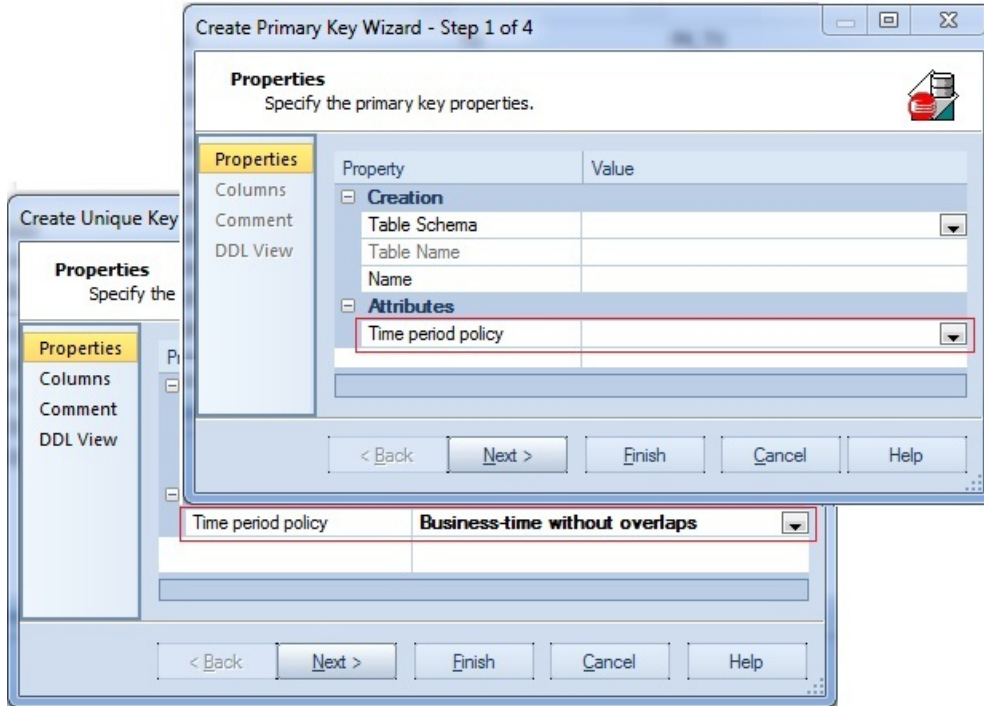 Create Primary Key Wizard - Step 1 of 4
Properties
Specify the primary key properties.
Properties
Columns
Comment
DDL View
Property Value
Creation
Table Schema
Table Name
Name
Attributes
Time period policy
< Back Next > Finish Cancel Help
Create Unique Key
Properties
Specify the
Properties
Columns
Comment
DDL View
Time period policy Business-time without overlaps
< Back Next > Finish Cancel Help